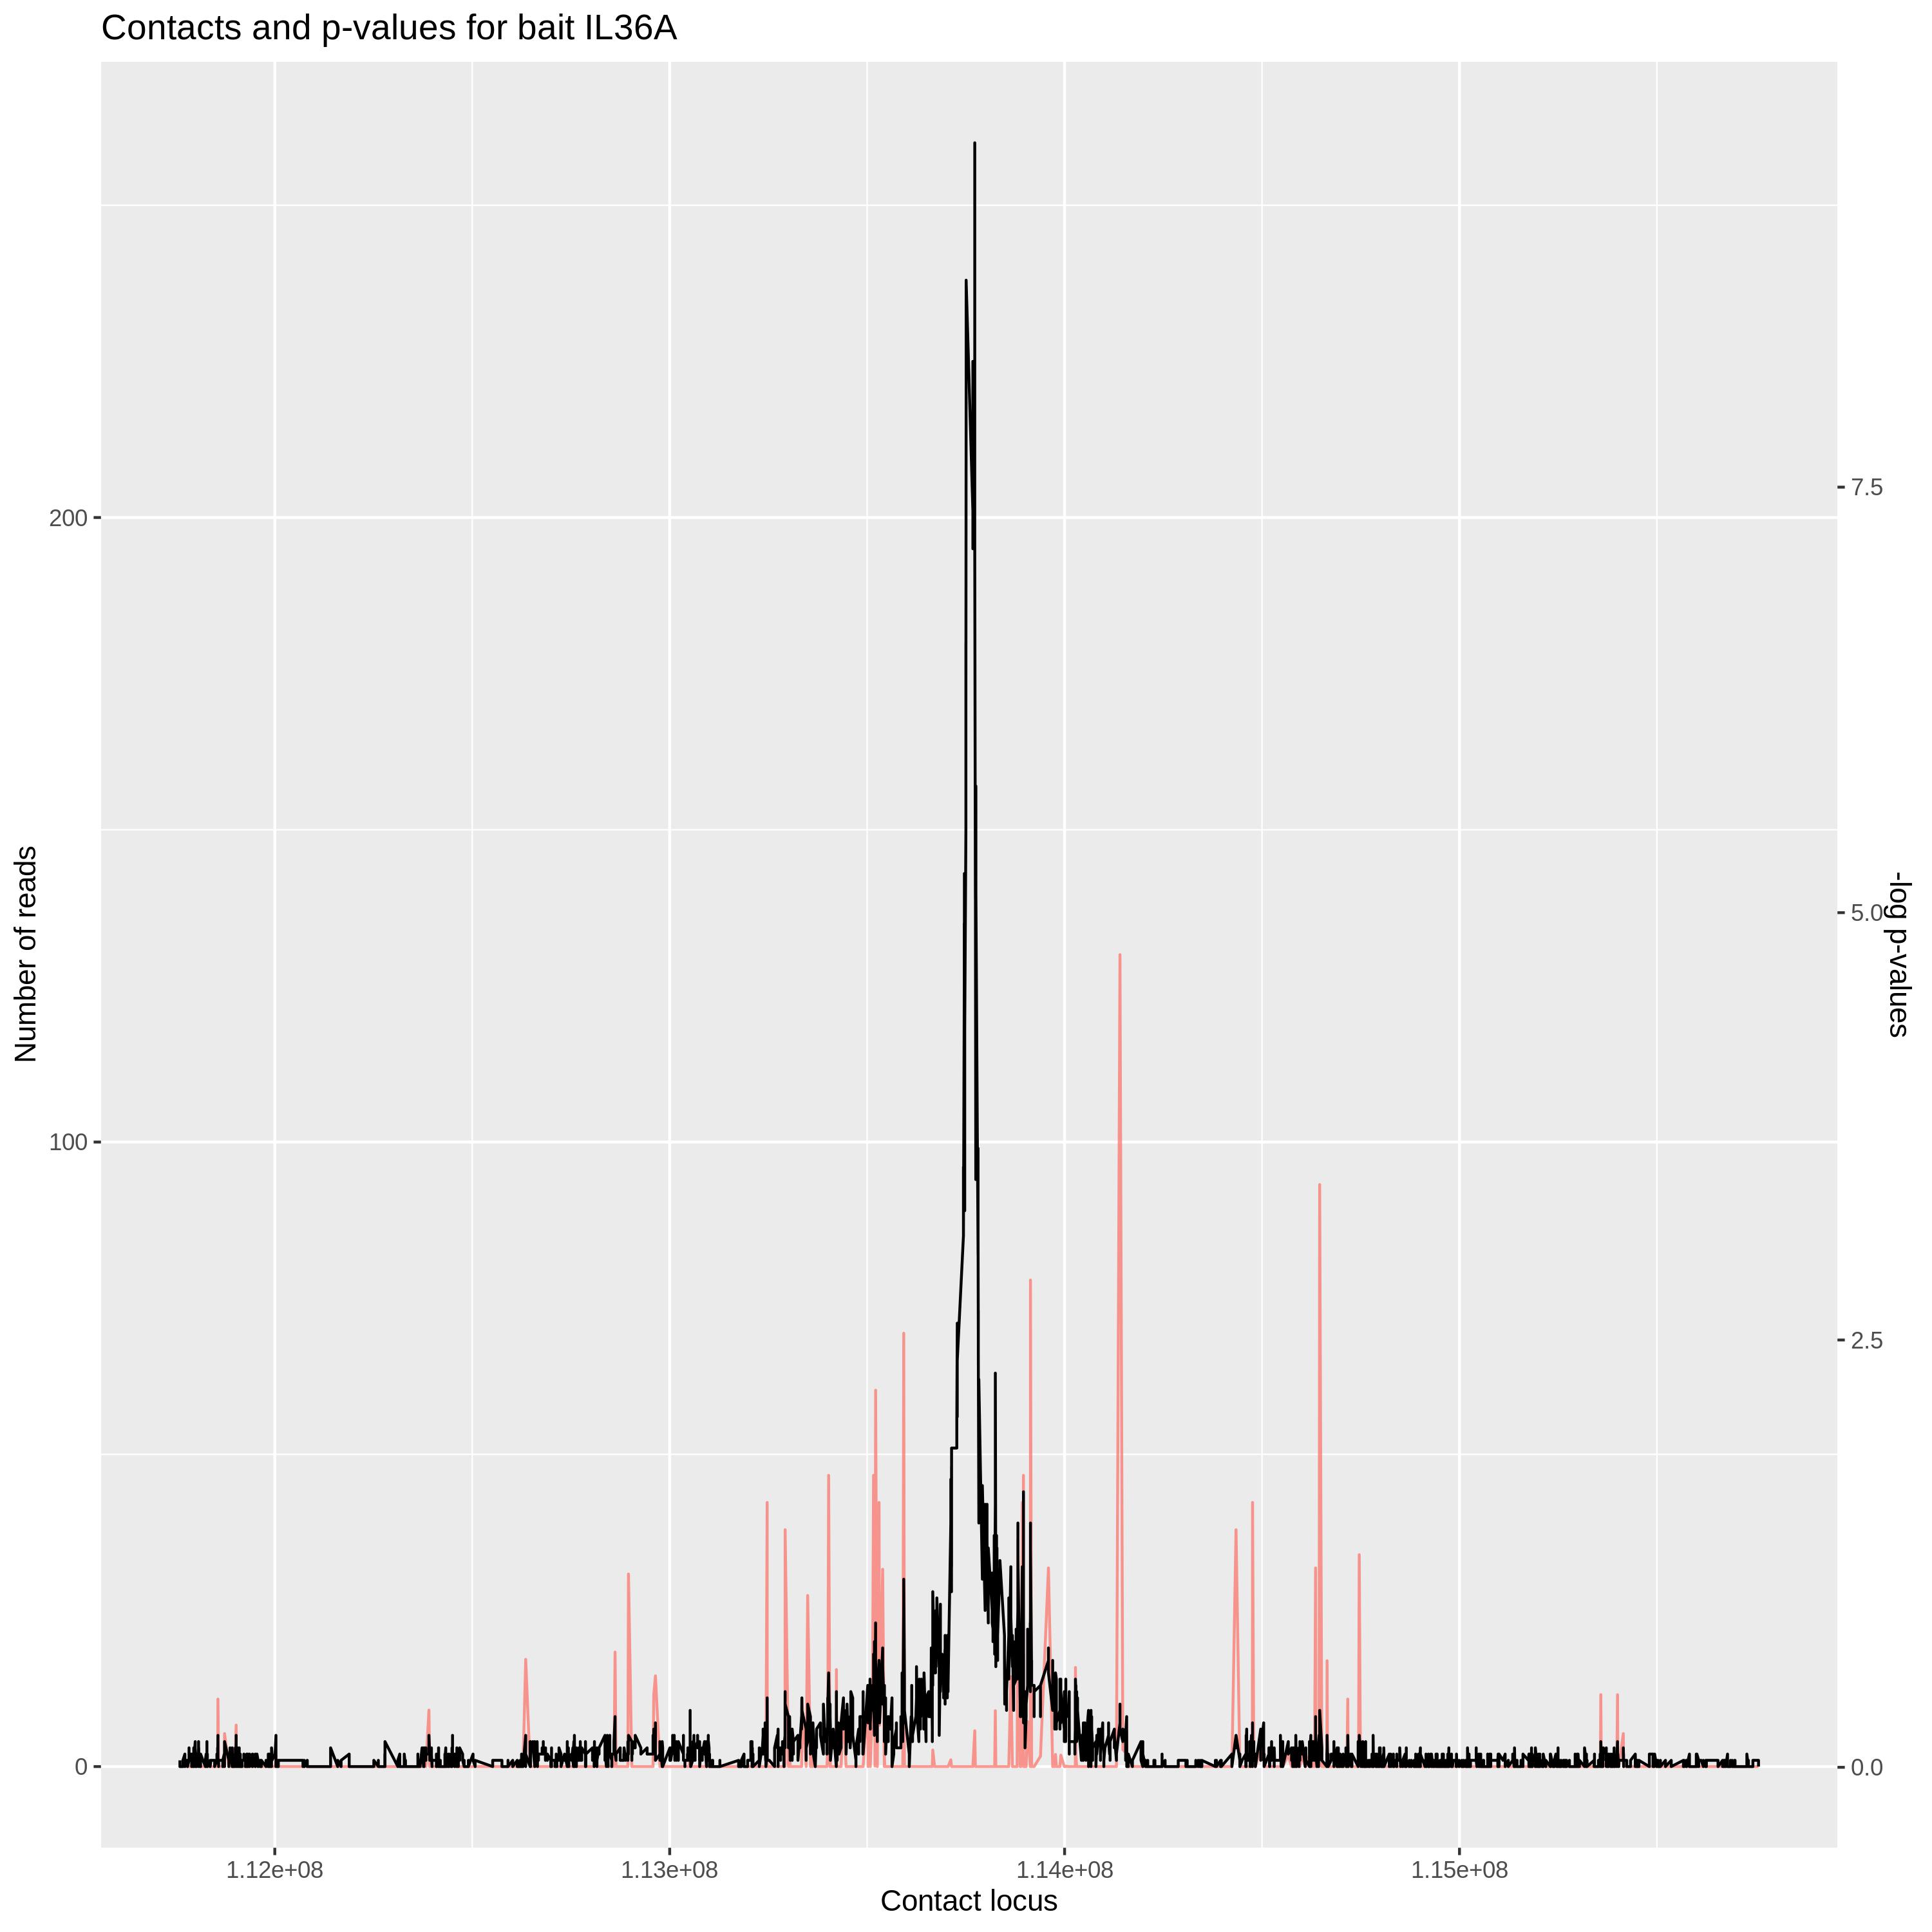 Contacts and p-values for bait IL36A
Number of reads
200
100
0
7.5
5.0
2.5
0.0
-log p-values
1.12e+08
1.13e+08
1.14e+08
1.15e+08
Contact locus